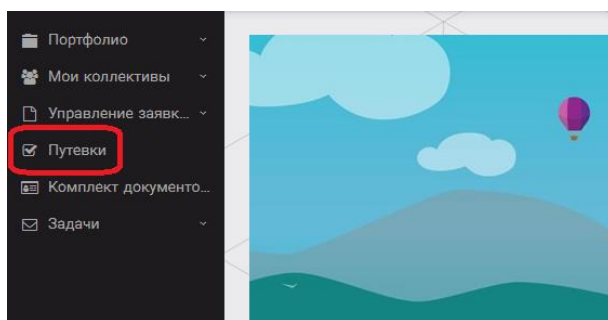 Портфолио
Мои коллективы
Управление заявк...
Путевки
Комплект документо...
Задачи